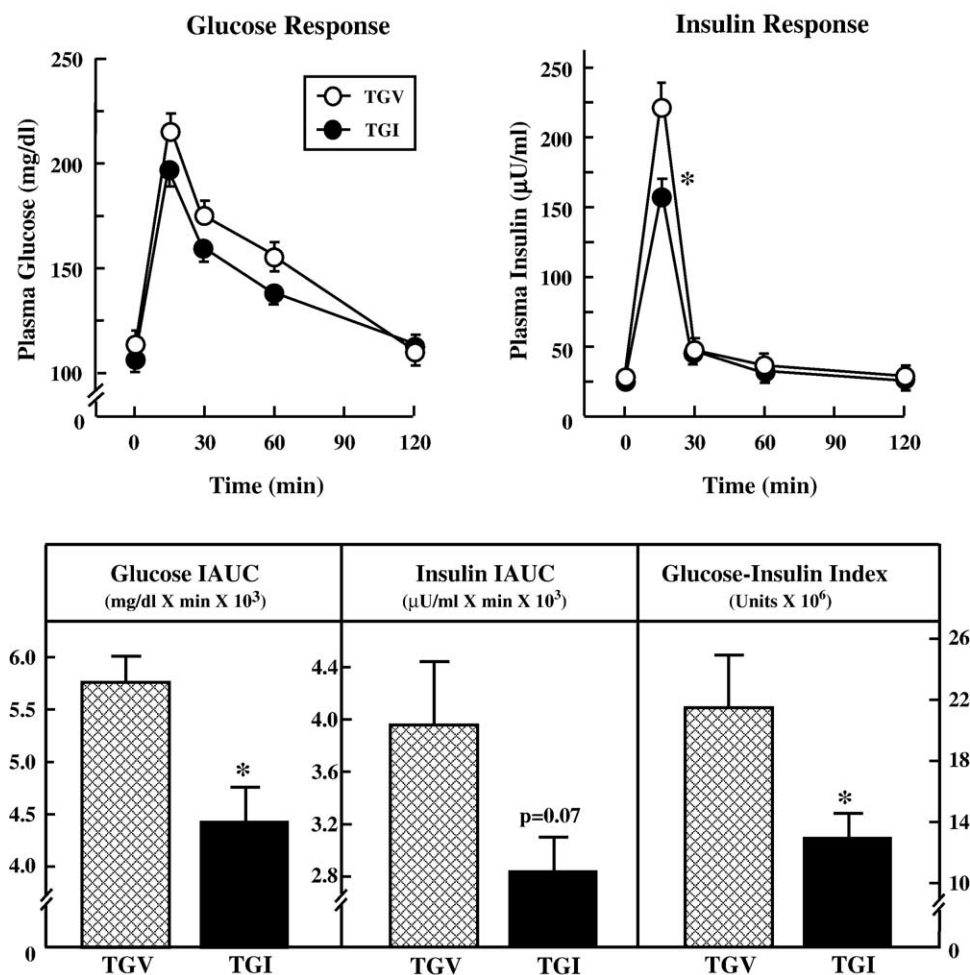 Glucose Response
Insulin Response
Plasma Glucose (mg/dl)
250
200
150
100
0
TGV
TGI
0 30 60 90 120
Time (min)
Plasma Insulin (μU/ml)
250
200
150
100
50
0
*
0 30 60 90 120
Time (min)
Glucose IAUC
(mg/dl X min X 10³)
Insulin IAUC
(μU/ml X min X 10³)
Glucose-Insulin Index
(Units X 10⁶)
6.0
5.5
5.0
4.5
4.0
0
*
TGV TGI
4.4
4.0
3.6
3.2
2.8
p=0.07
TGV TGI
26
22
18
14
10
0
*
TGV TGI